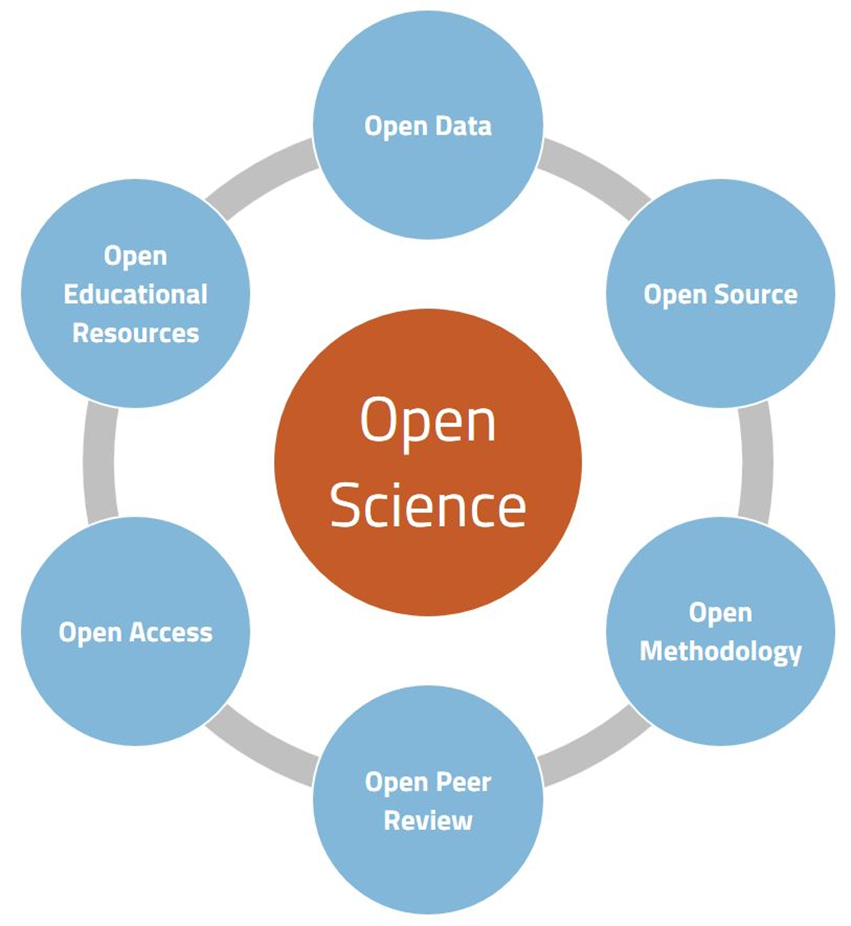 Open Data
Open
Educational
Resources
Open Source
Open
Science
Open Access
Open
Methodology
Open Peer
Review